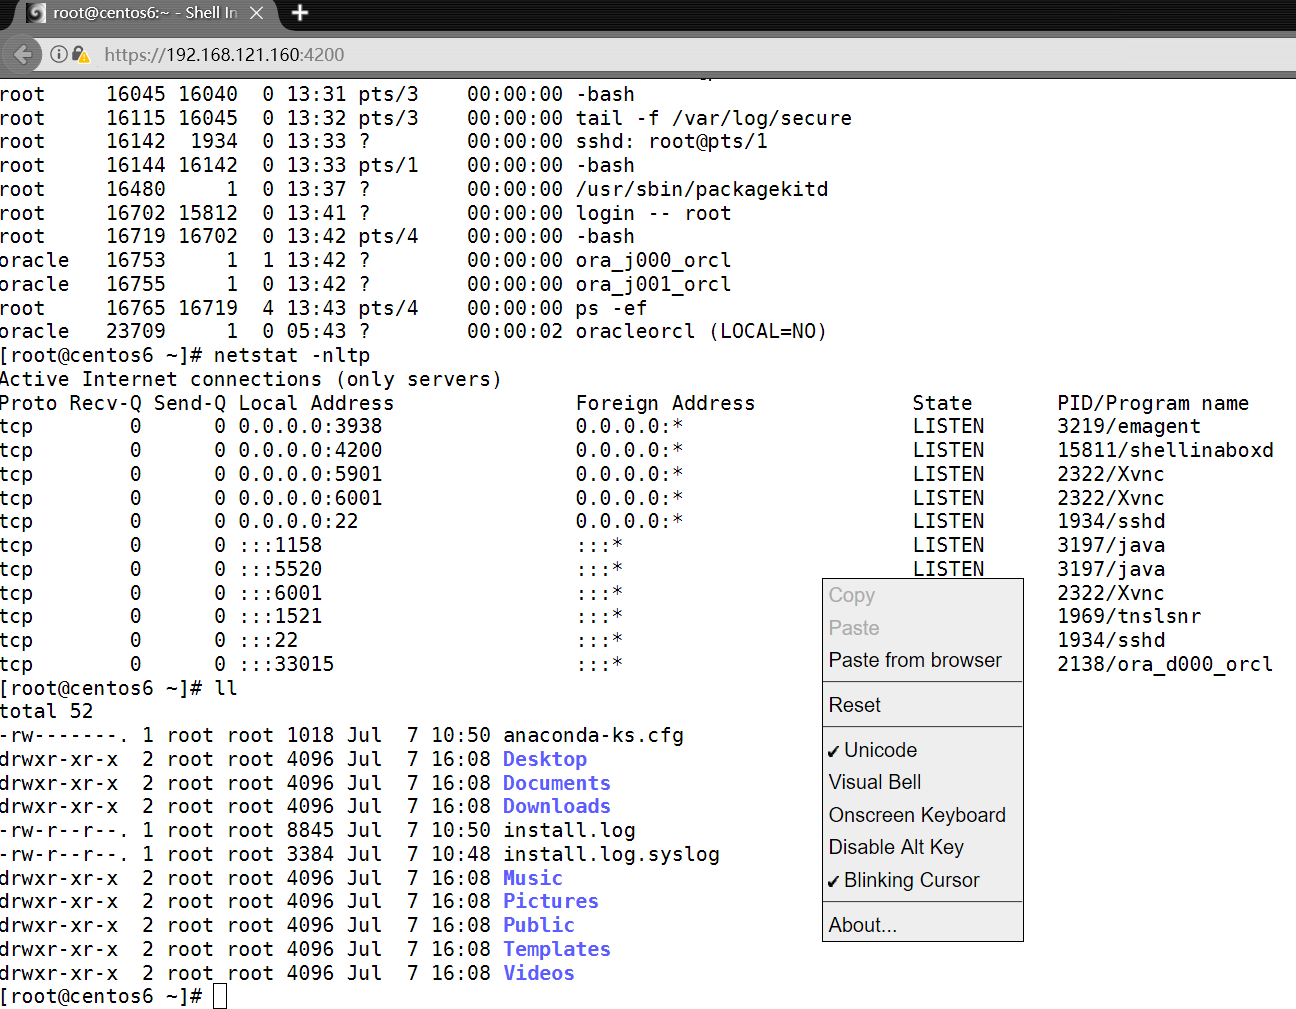 root@centos6:~ - Shell In
https://192.168.121.160:4200
root 16045 16040 0 13:31 pts/3 00:00:00 -bash
root 16115 16045 0 13:32 pts/3 00:00:00 tail -f /var/log/secure
root 16142 1934 0 13:33 ? 00:00:00 sshd: root@pts/1
root 16144 16142 0 13:33 pts/1 00:00:00 -bash
root 16480 1 0 13:37 ? 00:00:00 /usr/sbin/packagekitd
root 16702 15812 0 13:41 ? 00:00:00 login -- root
root 16719 16702 0 13:42 pts/4 00:00:00 -bash
oracle 16753 1 1 13:42 ? 00:00:00 ora_j000_orcl
oracle 16755 1 0 13:42 ? 00:00:00 ora_j001_orcl
root 16765 16719 4 13:43 pts/4 00:00:00 ps -ef
oracle 23709 1 0 05:43 ? 00:00:02 oracleorcl (LOCAL=NO)
[root@centos6 ~]# netstat -nltp
Active Internet connections (only servers)
Proto Recv-Q Send-Q Local Address Foreign Address State PID/Program name
tcp 0 0 0.0.0.0:3938 0.0.0.0:* LISTEN 3219/emagent
tcp 0 0 0.0.0.0:4200 0.0.0.0:* LISTEN 15811/shellinaboxd
tcp 0 0 0.0.0.0:5901 0.0.0.0:* LISTEN 2322/Xvnc
tcp 0 0 0.0.0.0:6001 0.0.0.0:* LISTEN 2322/Xvnc
tcp 0 0 0.0.0.0:22 0.0.0.0:* LISTEN 1934/sshd
tcp 0 0 :::1158 :::* LISTEN 3197/java
tcp 0 0 :::5520 :::* LISTEN 3197/java
tcp 0 0 :::6001 :::* 2322/Xvnc
tcp 0 0 :::1521 :::* 1969/tnslsnr
tcp 0 0 :::22 :::* 1934/sshd
tcp 0 0 :::33015 :::* 2138/ora_d000_orcl
[root@centos6 ~]# ll
total 52
-rw-------. 1 root root 1018 Jul 7 10:50 anaconda-ks.cfg
drwxr-xr-x 2 root root 4096 Jul 7 16:08 Desktop
drwxr-xr-x 2 root root 4096 Jul 7 16:08 Documents
drwxr-xr-x 2 root root 4096 Jul 7 16:08 Downloads
-rw-r--r--. 1 root root 8845 Jul 7 10:50 install.log
-rw-r--r--. 1 root root 3384 Jul 7 10:48 install.log.syslog
drwxr-xr-x 2 root root 4096 Jul 7 16:08 Music
drwxr-xr-x 2 root root 4096 Jul 7 16:08 Pictures
drwxr-xr-x 2 root root 4096 Jul 7 16:08 Public
drwxr-xr-x 2 root root 4096 Jul 7 16:08 Templates
drwxr-xr-x 2 root root 4096 Jul 7 16:08 Videos
[root@centos6 ~]#
Copy
Paste
Paste from browser
Reset
✔ Unicode
Visual Bell
Onscreen Keyboard
Disable Alt Key
✔ Blinking Cursor
About...